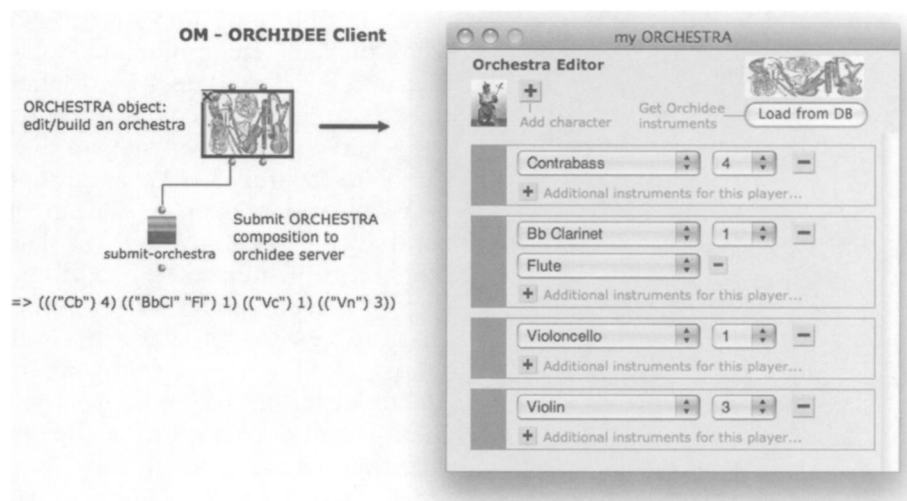 OM - ORCHIDEE Client
ORCHESTRA object:
edit/build an orchestra
Submit ORCHESTRA
composition to
orchidee server
submit-orchestra
=> ((("Cb") 4) (("BbCl" "Fl") 1) (("Vc") 1) (("Vn") 3))
my ORCHESTRA
Orchestra Editor
+
Add character
Get Orchidee
instruments
Load from DB
Contrabass 4 −
+ Additional instruments for this player...
Bb Clarinet 1 −
Flute −
+ Additional instruments for this player...
Violoncello 1 −
+ Additional instruments for this player...
Violin 3 −
+ Additional instruments for this player...